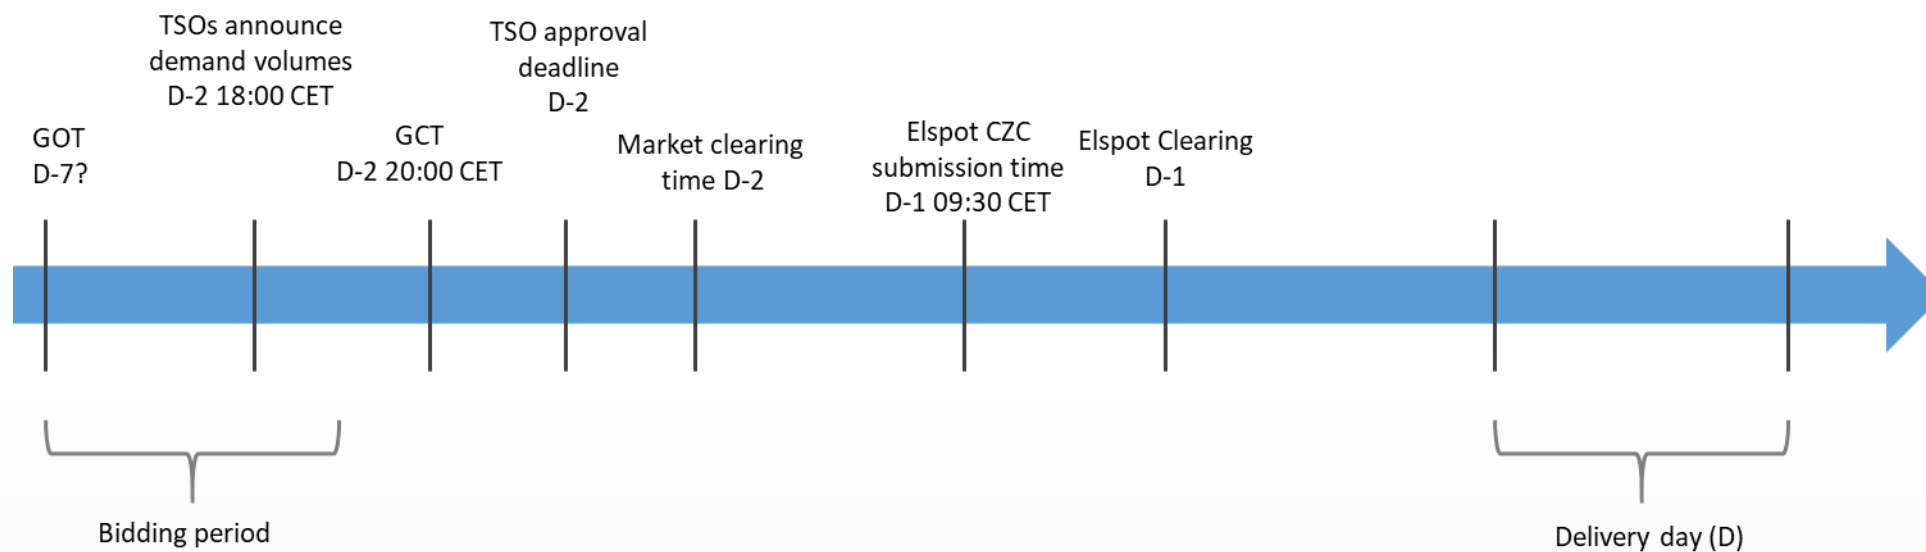 TSOs announce
demand volumes
D-2 18:00 CET
TSO approval
deadline
D-2
GOT
D-7?
GCT
D-2 20:00 CET
Market clearing
time D-2
Elspot CZC
submission time
D-1 09:30 CET
Elspot Clearing
D-1
Bidding period
Delivery day (D)